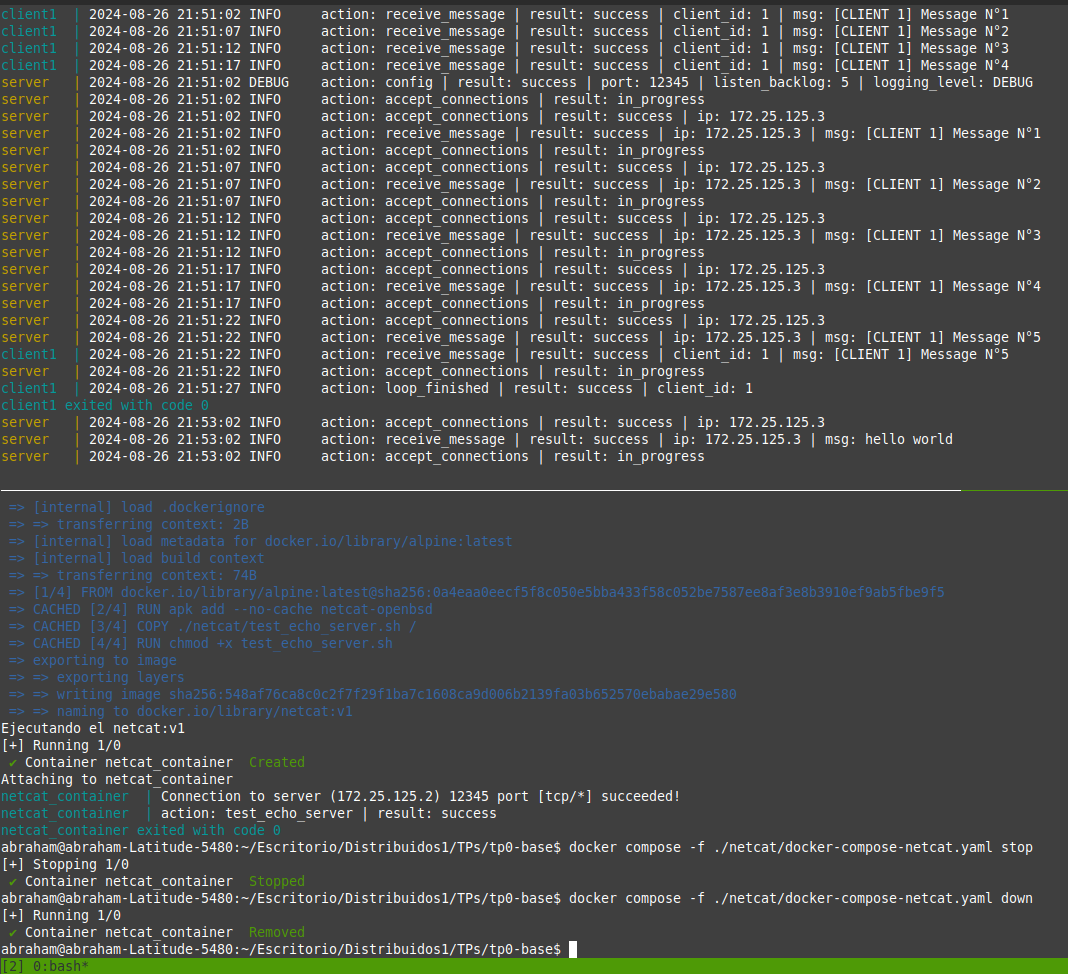 client1  | 2024-08-26 21:51:02 INFO     action: receive_message | result: success | client_id: 1 | msg: [CLIENT 1] Message N°1
client1  | 2024-08-26 21:51:07 INFO     action: receive_message | result: success | client_id: 1 | msg: [CLIENT 1] Message N°2
client1  | 2024-08-26 21:51:12 INFO     action: receive_message | result: success | client_id: 1 | msg: [CLIENT 1] Message N°3
client1  | 2024-08-26 21:51:17 INFO     action: receive_message | result: success | client_id: 1 | msg: [CLIENT 1] Message N°4
server   | 2024-08-26 21:51:02 DEBUG    action: config | result: success | port: 12345 | listen_backlog: 5 | logging_level: DEBUG
server   | 2024-08-26 21:51:02 INFO     action: accept_connections | result: in_progress
server   | 2024-08-26 21:51:02 INFO     action: accept_connections | result: success | ip: 172.25.125.3
server   | 2024-08-26 21:51:02 INFO     action: receive_message | result: success | ip: 172.25.125.3 | msg: [CLIENT 1] Message N°1
server   | 2024-08-26 21:51:02 INFO     action: accept_connections | result: in_progress
server   | 2024-08-26 21:51:07 INFO     action: accept_connections | result: success | ip: 172.25.125.3
server   | 2024-08-26 21:51:07 INFO     action: receive_message | result: success | ip: 172.25.125.3 | msg: [CLIENT 1] Message N°2
server   | 2024-08-26 21:51:07 INFO     action: accept_connections | result: in_progress
server   | 2024-08-26 21:51:12 INFO     action: accept_connections | result: success | ip: 172.25.125.3
server   | 2024-08-26 21:51:12 INFO     action: receive_message | result: success | ip: 172.25.125.3 | msg: [CLIENT 1] Message N°3
server   | 2024-08-26 21:51:12 INFO     action: accept_connections | result: in_progress
server   | 2024-08-26 21:51:17 INFO     action: accept_connections | result: success | ip: 172.25.125.3
server   | 2024-08-26 21:51:17 INFO     action: receive_message | result: success | ip: 172.25.125.3 | msg: [CLIENT 1] Message N°4
server   | 2024-08-26 21:51:17 INFO     action: accept_connections | result: in_progress
server   | 2024-08-26 21:51:22 INFO     action: accept_connections | result: success | ip: 172.25.125.3
server   | 2024-08-26 21:51:22 INFO     action: receive_message | result: success | ip: 172.25.125.3 | msg: [CLIENT 1] Message N°5
client1  | 2024-08-26 21:51:22 INFO     action: receive_message | result: success | client_id: 1 | msg: [CLIENT 1] Message N°5
server   | 2024-08-26 21:51:22 INFO     action: accept_connections | result: in_progress
client1  | 2024-08-26 21:51:27 INFO     action: loop_finished | result: success | client_id: 1
client1 exited with code 0
server   | 2024-08-26 21:53:02 INFO     action: accept_connections | result: success | ip: 172.25.125.3
server   | 2024-08-26 21:53:02 INFO     action: receive_message | result: success | ip: 172.25.125.3 | msg: hello world
server   | 2024-08-26 21:53:02 INFO     action: accept_connections | result: in_progress
=> [internal] load .dockerignore
=> => transferring context: 2B
=> [internal] load metadata for docker.io/library/alpine:latest
=> [internal] load build context
=> => transferring context: 74B
=> [1/4] FROM docker.io/library/alpine:latest@sha256:0a4eaa0eecf5f8c050e5bba433f58c052be7587ee8af3e8b3910ef9ab5fbe9f5
=> CACHED [2/4] RUN apk add --no-cache netcat-openbsd
=> CACHED [3/4] COPY ./netcat/test_echo_server.sh /
=> CACHED [4/4] RUN chmod +x test_echo_server.sh
=> exporting to image
=> => exporting layers
=> => writing image sha256:548af76ca8c0c2f7f29f1ba7c1608ca9d006b2139fa03b652570ebabae29e580
=> => naming to docker.io/library/netcat:v1
Ejecutando el netcat:v1
[+] Running 1/0
✔ Container netcat_container  Created
Attaching to netcat_container
netcat_container  | Connection to server (172.25.125.2) 12345 port [tcp/*] succeeded!
netcat_container  | action: test_echo_server | result: success
netcat_container exited with code 0
abraham@abraham-Latitude-5480:~/Escritorio/Distribuidos1/TPs/tp0-base$ docker compose -f ./netcat/docker-compose-netcat.yaml stop
[+] Stopping 1/0
✔ Container netcat_container  Stopped
abraham@abraham-Latitude-5480:~/Escritorio/Distribuidos1/TPs/tp0-base$ docker compose -f ./netcat/docker-compose-netcat.yaml down
[+] Running 1/0
✔ Container netcat_container  Removed
abraham@abraham-Latitude-5480:~/Escritorio/Distribuidos1/TPs/tp0-base$
[2] 0:bash*